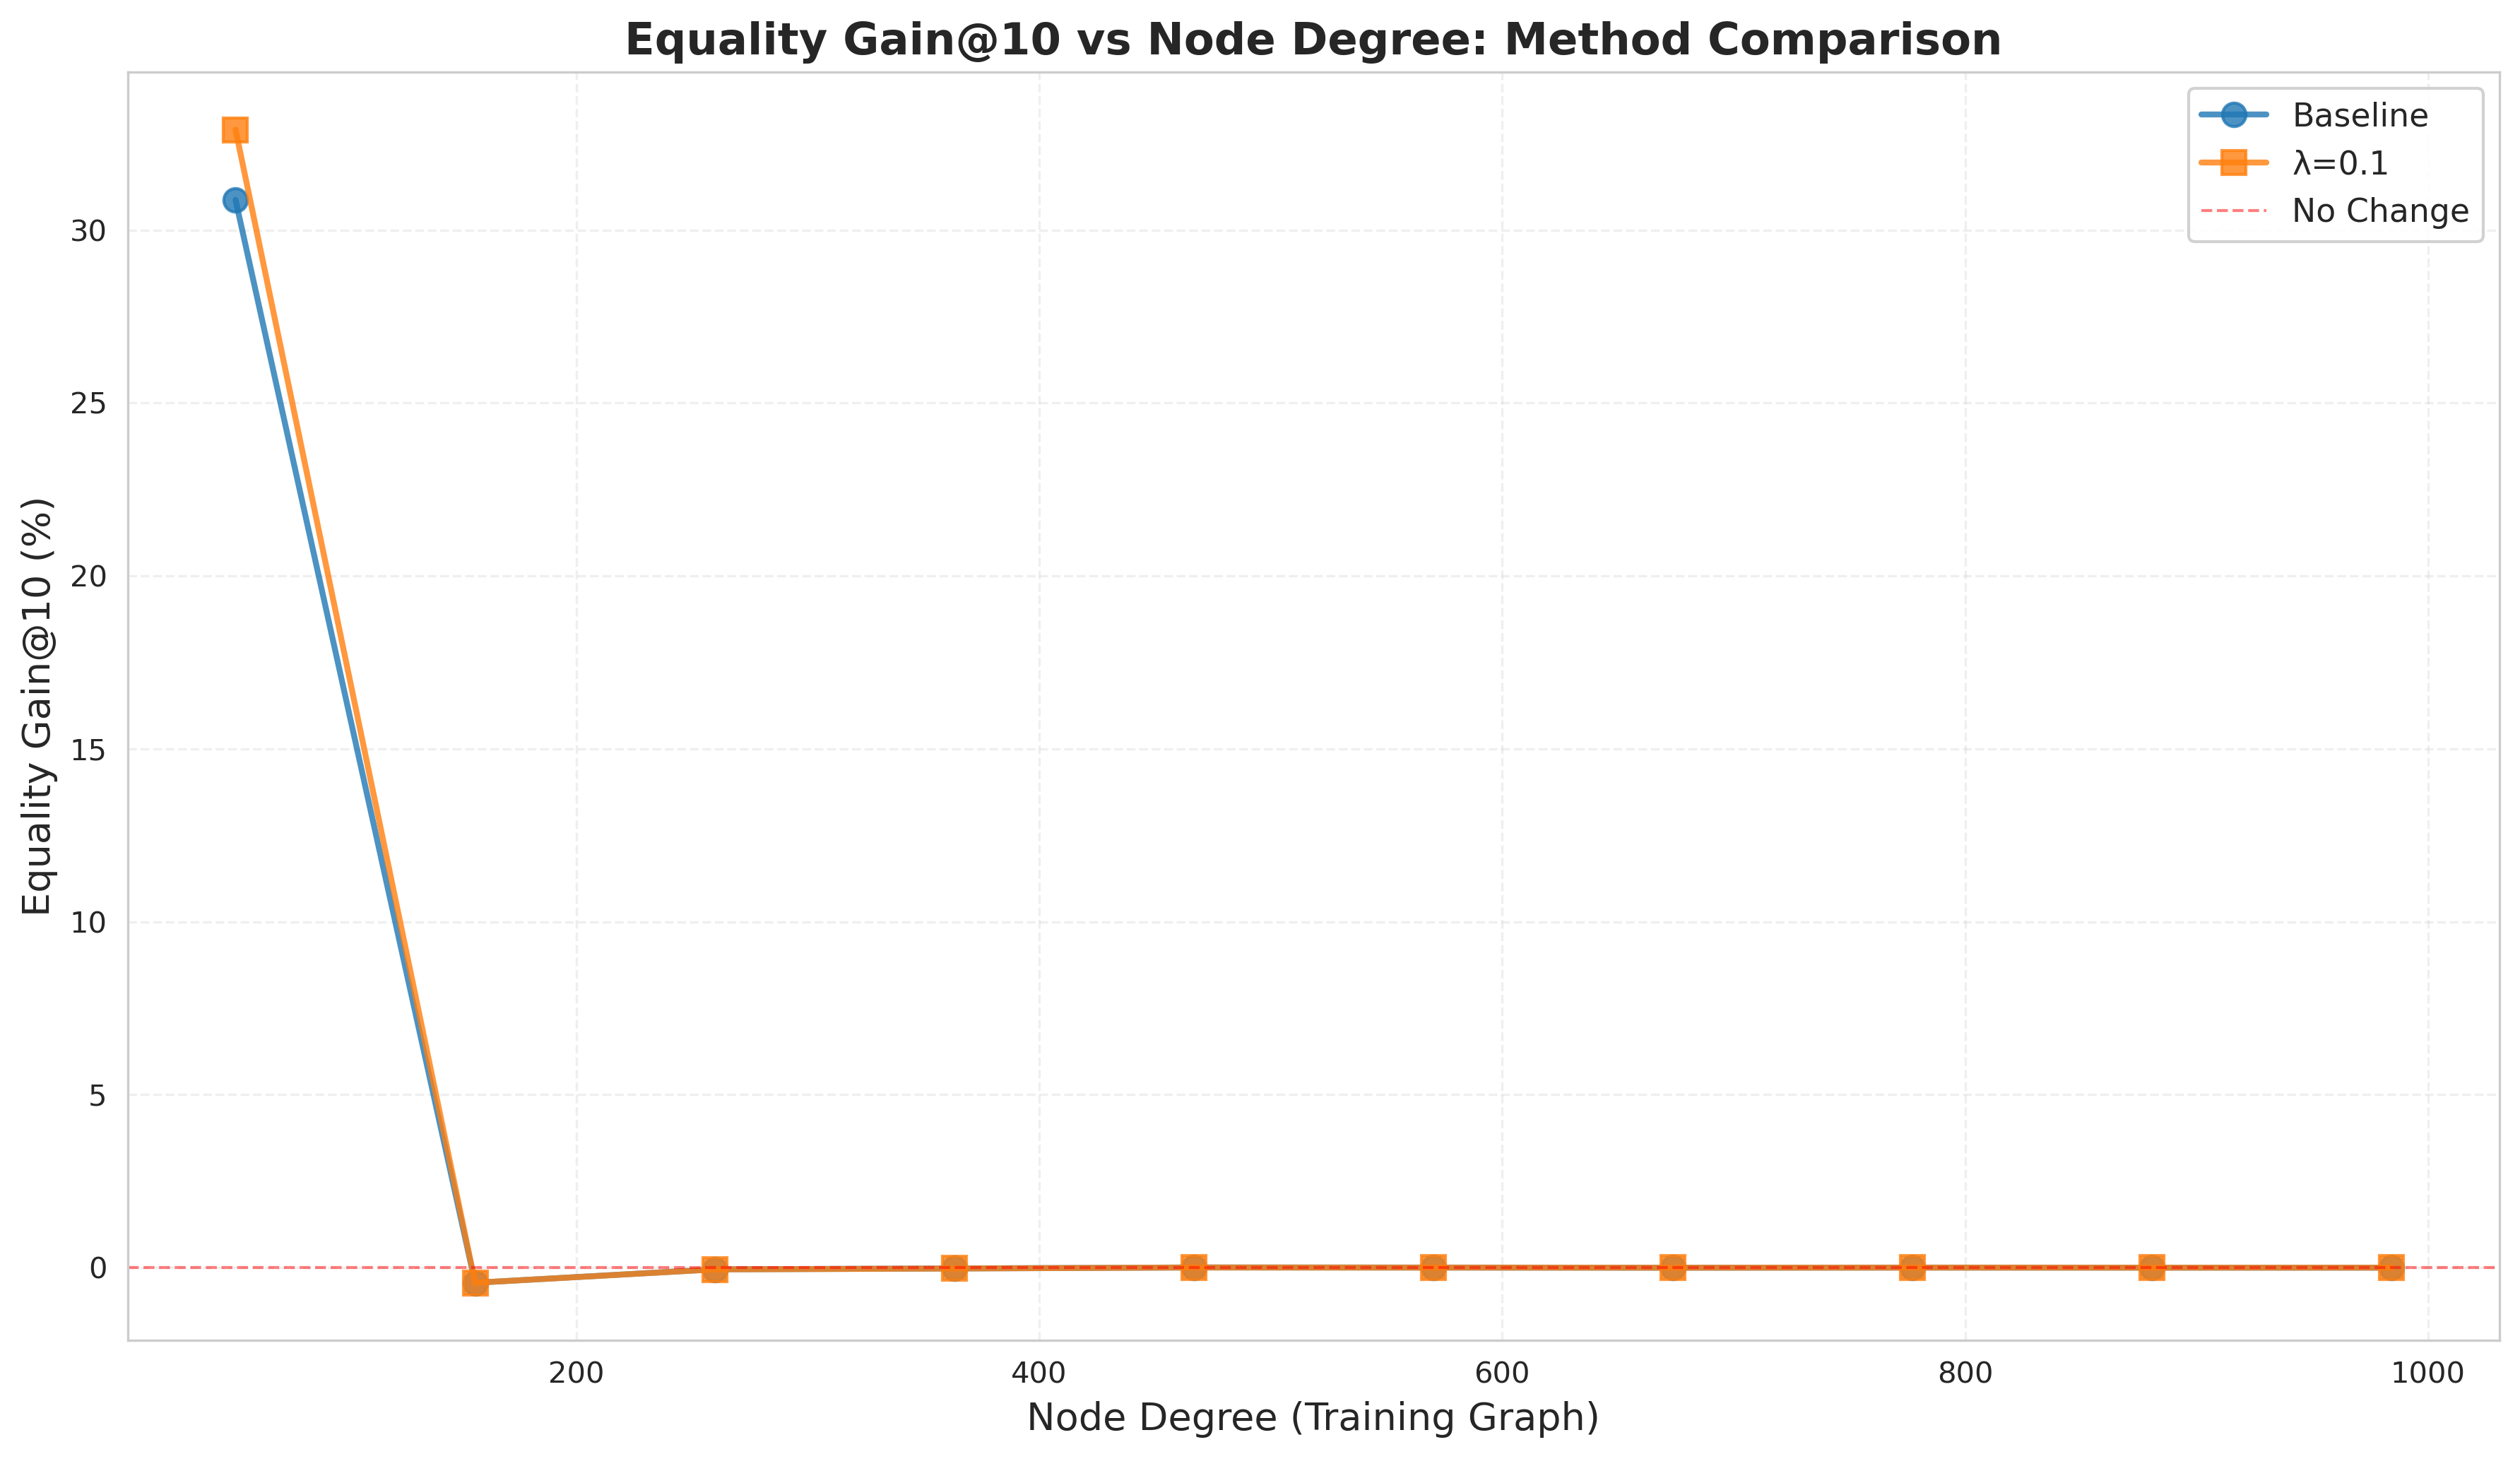 Equality Gain@10 vs Node Degree: Method Comparison
Baseline
λ=0.1
No Change
Equality Gain@10 (%)
30
25
20
15
10
5
0
200
400
600
800
1000
Node Degree (Training Graph)